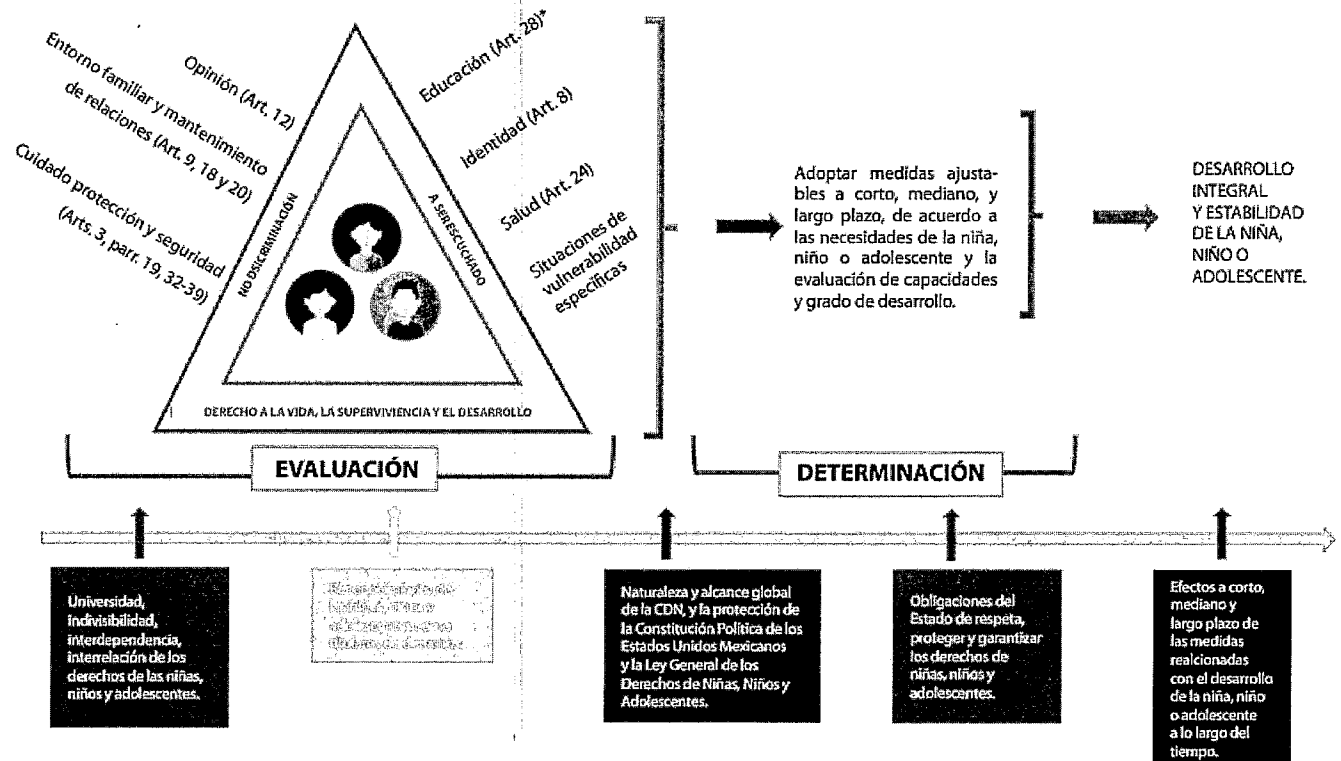 Opinión (Art. 12)
Entorno familiar y mantenimiento
de relaciones (Art. 9, 18 y 20)
Cuidado protección y seguridad
(Arts. 3, parr. 19, 32-39)
Educación (Art. 28)*
Identidad (Art. 8)
Salud (Art. 24)
Situaciones de
vulnerabilidad
específicas
NO DSICRIMINACIÓN
A SER ESCUCHADO
DERECHO A LA VIDA, LA SUPERVIVIENCIA Y EL DESARROLLO
Adoptar medidas ajusta-
bles a corto, mediano, y
largo plazo, de acuerdo a
las necesidades de la niña,
niño o adolescente y la
evaluación de capacidades
y grado de desarrollo.
DESARROLLO
INTEGRAL
Y ESTABILIDAD
DE LA NIÑA,
NIÑO O
ADOLESCENTE.
EVALUACIÓN
DETERMINACIÓN
Universidad,
indivisibilidad,
interdependencia,
interrelación de los
derechos de las niñas,
niños y adolescentes.
Naturaleza y alcance global
de la CDN, y la protección de
la Constitución Política de los
Estados Unidos Mexicanos
y la Ley General de los
Derechos de Niñas, Niños y
Adolescentes.
Obligaciones del
Estado de respeta,
proteger y garantizar
los derechos de
niñas, niños y
adolescentes.
Efectos a corto,
mediano y
largo plazo de
las medidas
realcionadas
con el desarrollo
de la niña, niño
o adolescente
a lo largo del
tiempo.